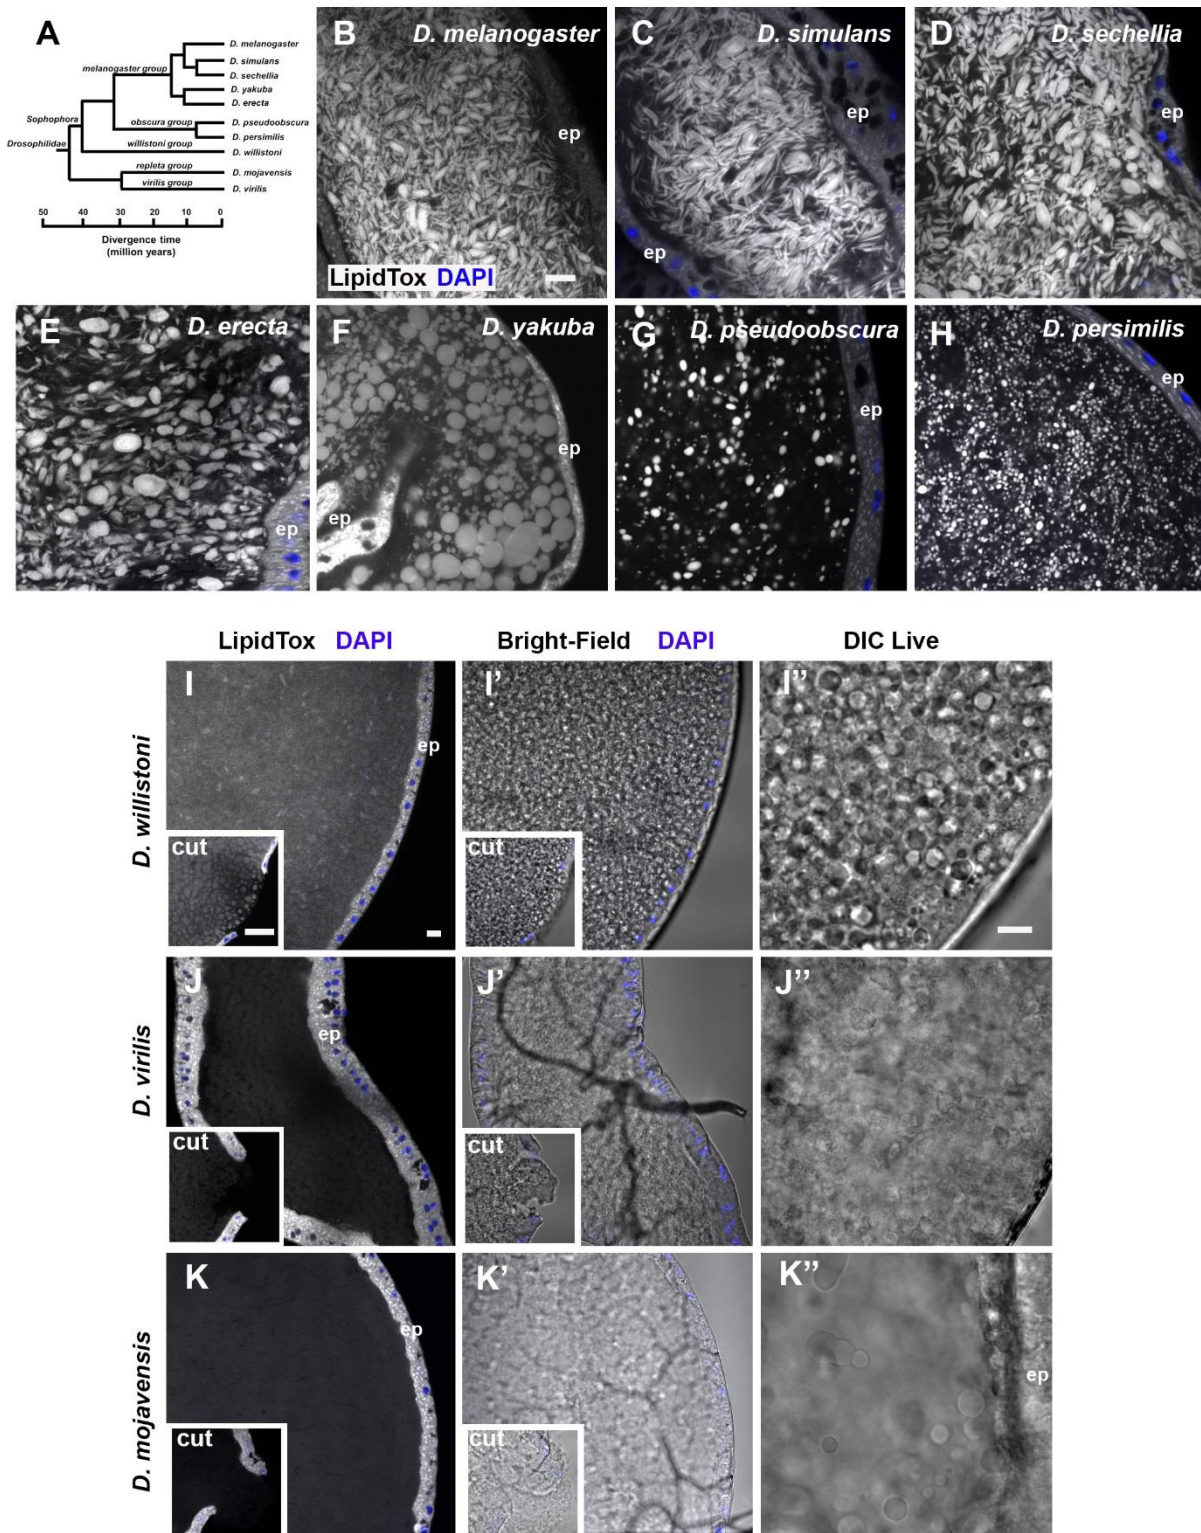 A
D. melanogaster
D. simulans
melanogaster group
D. sechellia
D. yakuba
D. erecta
Sophophora
obscura group
D. pseudoobscura
D. persimilis
Drosophilidae
willistoni group
D. willistoni
repleta group
D. mojavensis
virilis group
D. virilis
50 40 30 20 10 0
Divergence time
(million years)
B D. melanogaster
ep
LipidTox DAPI
C D. simulans
ep
ep
D D. sechellia
ep
E D. erecta
ep
F D. yakuba
ep
ep
G D. pseudoobscura
ep
H D. persimilis
ep
LipidTox DAPI
Bright-Field DAPI
DIC Live
D. willistoni
I
ep
cut
I’
cut
I’’
D. virilis
J
ep
cut
J’
cut
J’’
D. mojavensis
K
ep
cut
K’
cut
K’’
ep